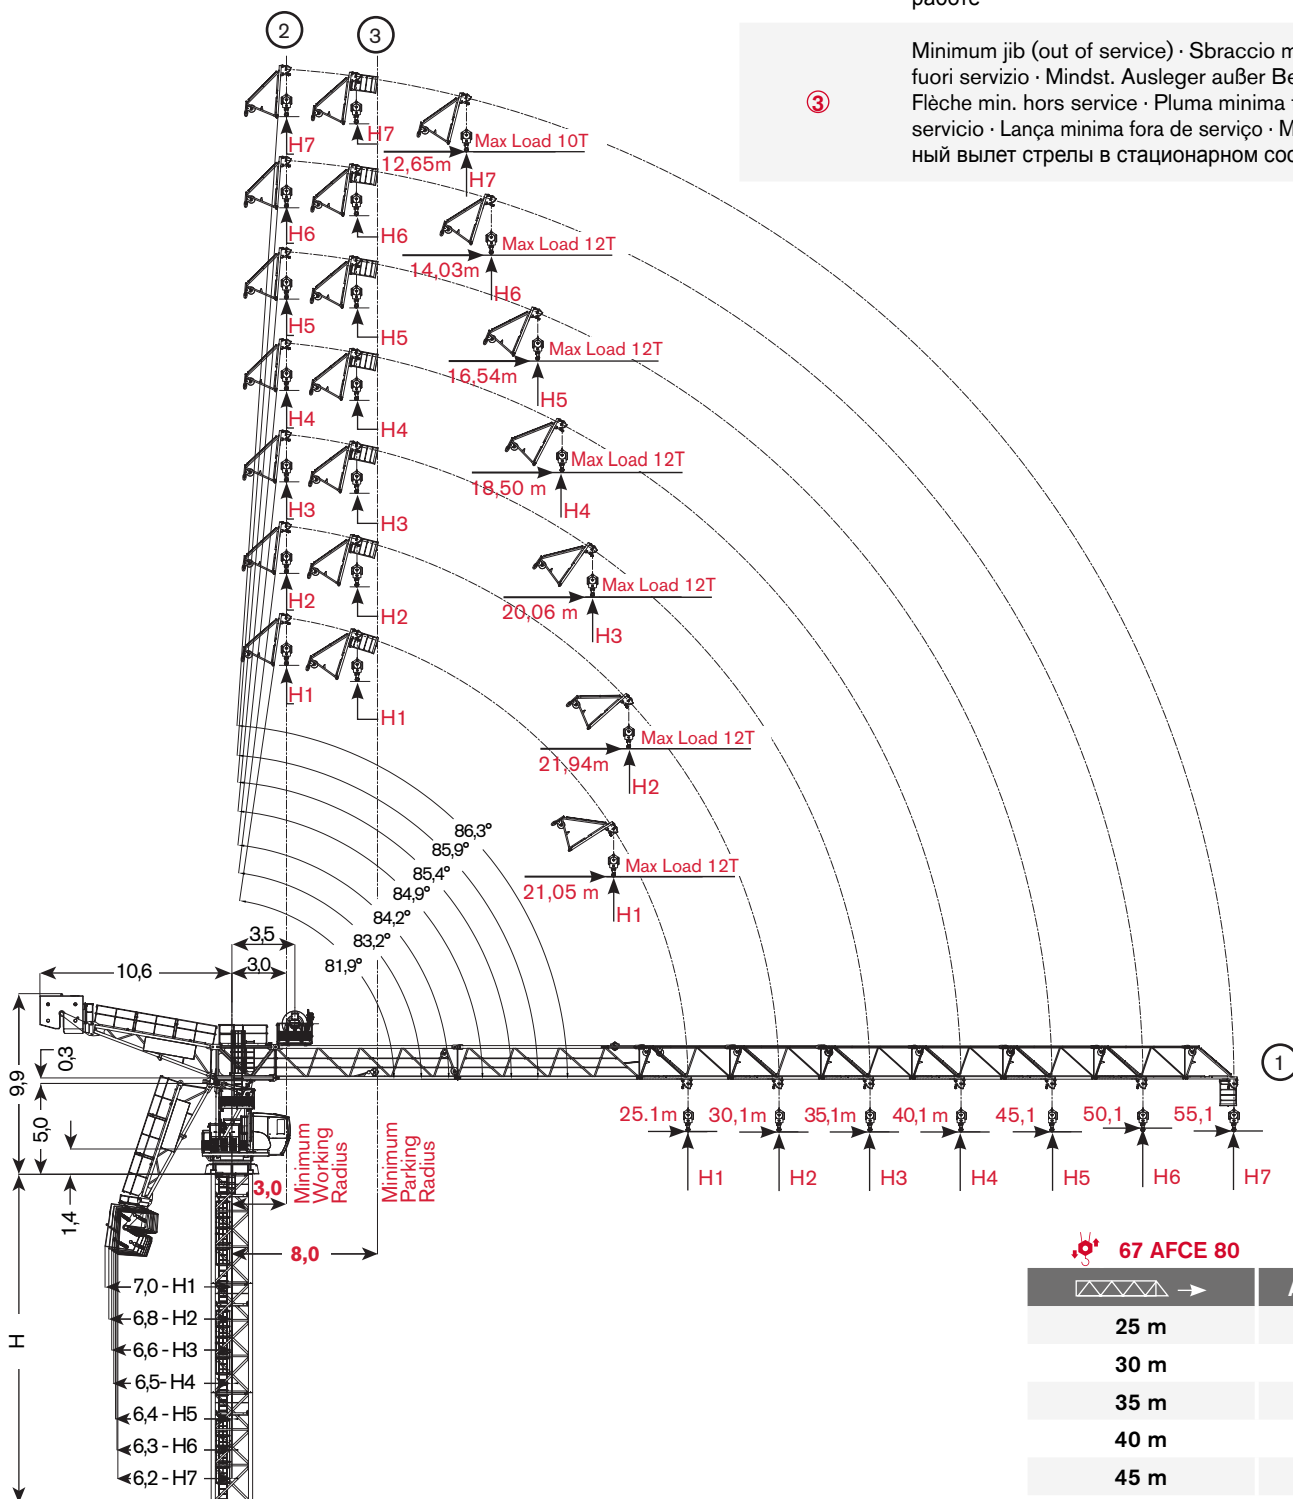 работе
Minimum jib (out of service) · Sbraccio
fuori servizio · Mindst. Ausleger außer
③ Flèche min. hors service · Pluma minima
servicio · Lança minima fora de serviço ·
ный вылет стрелы в стационарном
2
3
H7
H7
Max Load 10T
12,65m
H7
H6
H6
Max Load 12T
14,03m
H6
H5
H5
Max Load 12T
16,54m
H5
H4
H4
Max Load 12T
18,50 m
H4
H3
H3
Max Load 12T
20,06 m
H3
H2
H2
Max Load 12T
21,94m
H2
H1
H1
Max Load 12T
21,05 m
H1
86,3°
85,9°
85,4°
84,9°
84,2°
83,2°
81,9°
3,5
10,6
3,0
9,9
0,3
5,0
1,4
H
1
25.1m
30,1m
35,1m
40,1 m
45,1
50,1
55,1
H1
H2
H3
H4
H5
H6
H7
Minimum
Working
Radius
Minimum
Parking
Radius
3,0
8,0
7,0 - H1
6,8 - H2
6,6 - H3
6,5- H4
6,4 - H5
6,3 - H6
6,2 - H7
67 AFCE 80
25 m
30 m
35 m
40 m
45 m